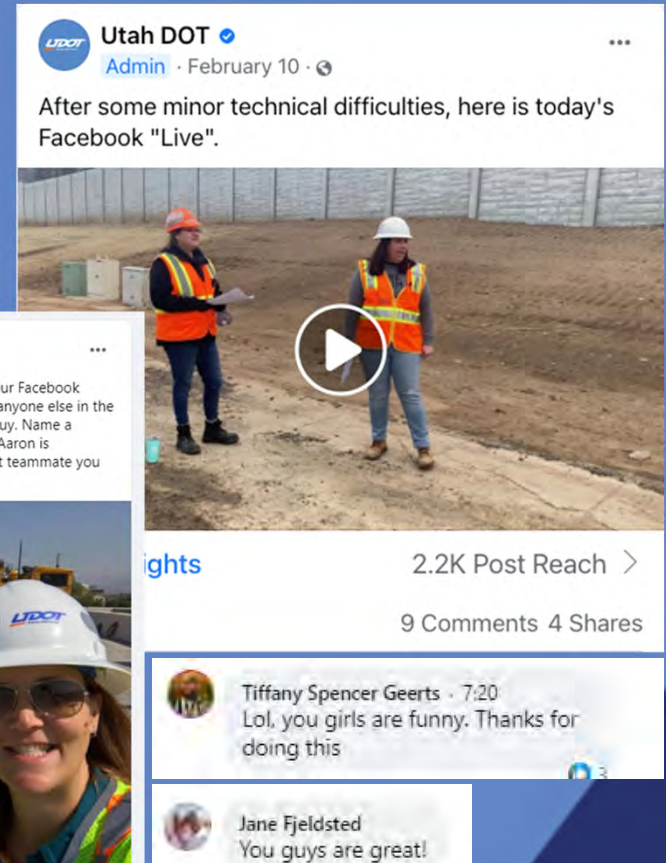 UDOT
Utah DOT
Admin · February 10 ·
After some minor technical difficulties, here is today's
Facebook "Live".
ur Facebook
anyone else in the
uy. Name a
Aaron is
t teammate you
UDOT
ights
2.2K Post Reach >
9 Comments 4 Shares
Tiffany Spencer Geerts · 7:20
Lol, you girls are funny. Thanks for
doing this
3
Jane Fjeldsted
You guys are great!